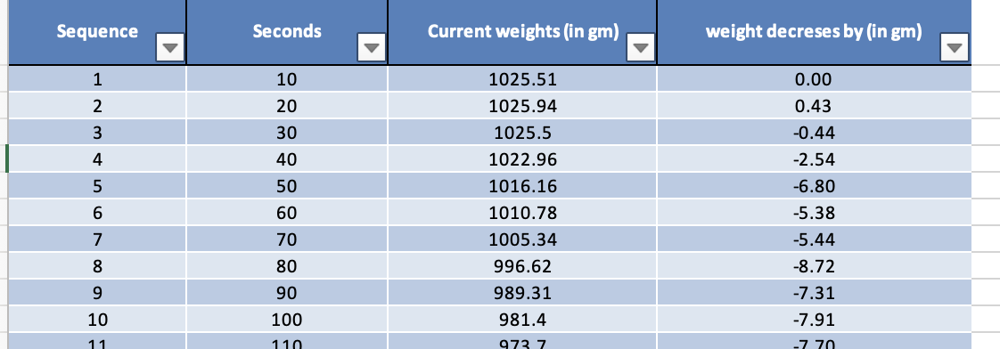 Sequence Seconds Current weights (in gm) weight decreses by (in gm)
1 10 1025.51 0.00
2 20 1025.94 0.43
3 30 1025.5 -0.44
4 40 1022.96 -2.54
5 50 1016.16 -6.80
6 60 1010.78 -5.38
7 70 1005.34 -5.44
8 80 996.62 -8.72
9 90 989.31 -7.31
10 100 981.4 -7.91
11 110 973.7 -7.70